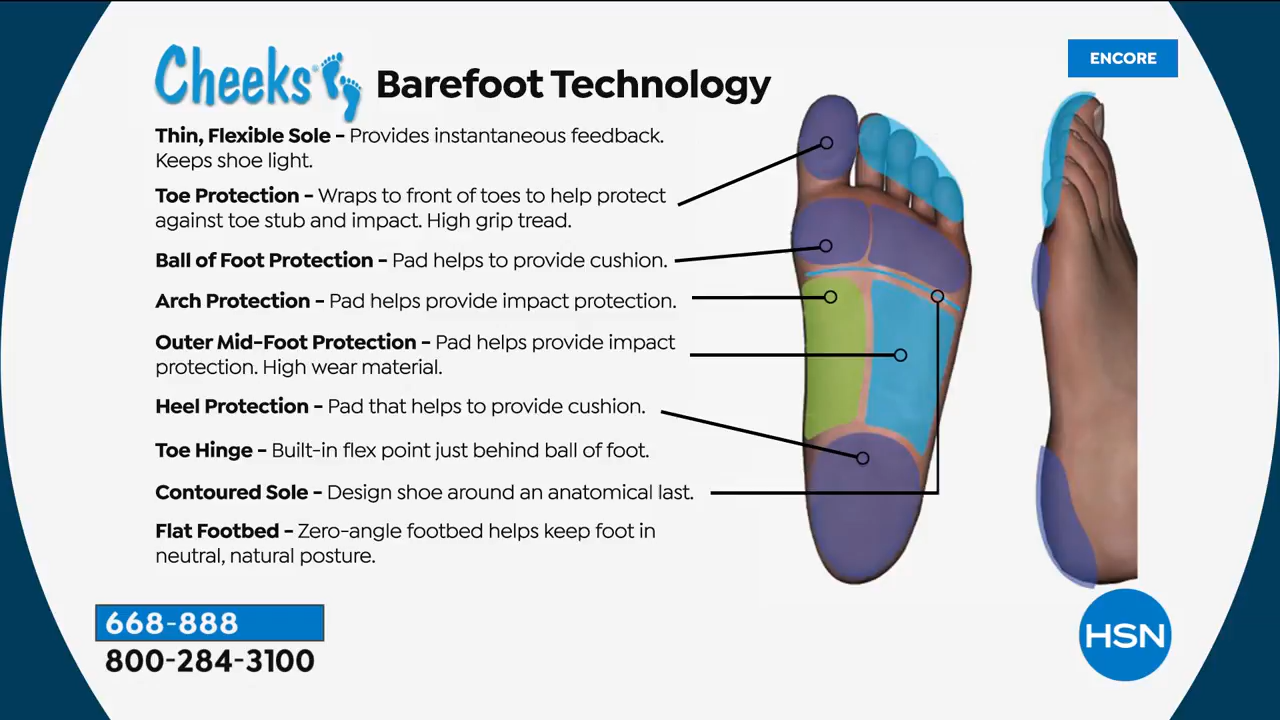 Cheeks® Barefoot Technology
ENCORE
Thin, Flexible Sole – Provides instantaneous feedback.
Keeps shoe light.
Toe Protection – Wraps to front of toes to help protect
against toe stub and impact. High grip tread.
Ball of Foot Protection – Pad helps to provide cushion.
Arch Protection – Pad helps provide impact protection.
Outer Mid-Foot Protection – Pad helps provide impact
protection. High wear material.
Heel Protection – Pad that helps to provide cushion.
Toe Hinge – Built-in flex point just behind ball of foot.
Contoured Sole – Design shoe around an anatomical last.
Flat Footbed – Zero-angle footbed helps keep foot in
neutral, natural posture.
668-888
800-284-3100
HSN